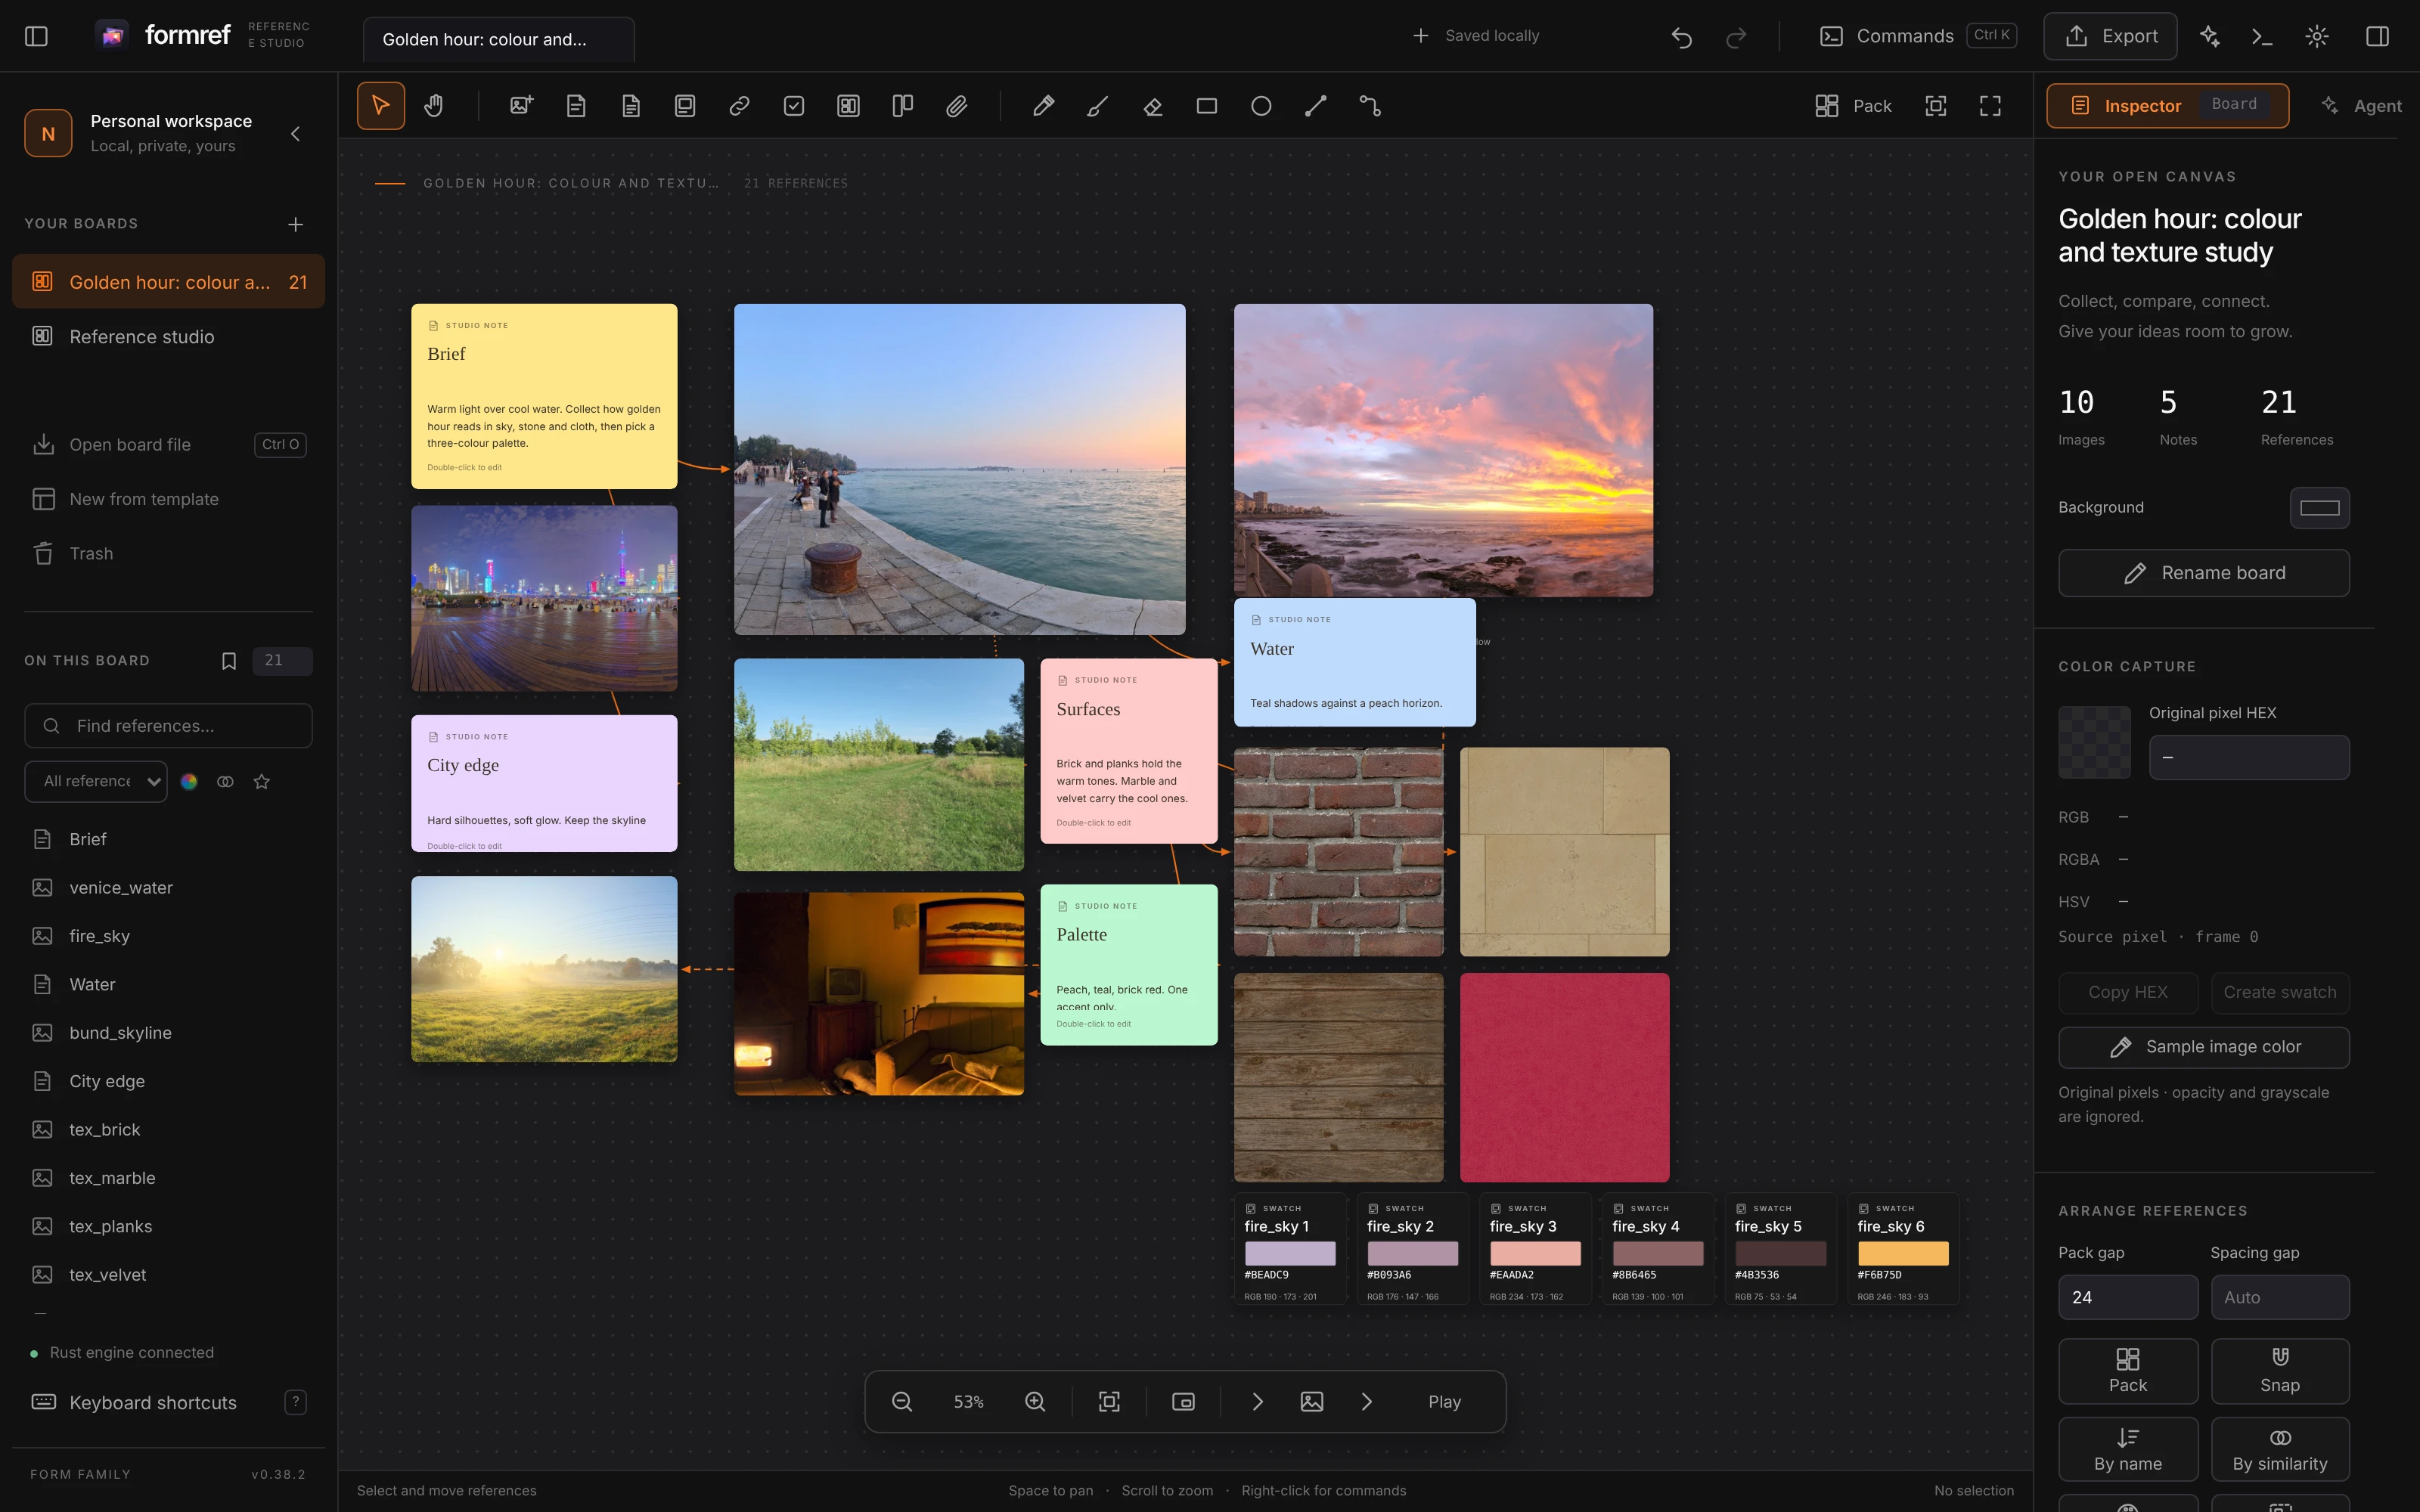 formref
REFERENC
E STUDIO
Golden hour: colour and...
Saved locally
Commands
Ctrl K
Export
N
Personal workspace
Local, private, yours
YOUR BOARDS
Golden hour: colour a...
21
Reference studio
Open board file
Ctrl O
New from template
Trash
ON THIS BOARD
21
Find references...
All reference
Brief
venice_water
fire_sky
Water
bund_skyline
City edge
tex_brick
tex_marble
tex_planks
tex_velvet
Rust engine connected
Keyboard shortcuts
?
FORM FAMILY
v0.38.2
Pack
GOLDEN HOUR: COLOUR AND TEXTU...
21 REFERENCES
STUDIO NOTE
Brief
Warm light over cool water. Collect how golden
hour reads in sky, stone and cloth, then pick a
three-colour palette.
Double-click to edit
STUDIO NOTE
City edge
Hard silhouettes, soft glow. Keep the skyline
Double-click to edit
STUDIO NOTE
Surfaces
Brick and planks hold the
warm tones. Marble and
velvet carry the cool ones.
Double-click to edit
STUDIO NOTE
Palette
Peach, teal, brick red. One
accent only.
Double-click to edit
STUDIO NOTE
Water
Teal shadows against a peach horizon.
SWATCH
fire_sky 1
#BEADC9
RGB 190 · 173 · 201
SWATCH
fire_sky 2
#B093A6
RGB 176 · 147 · 166
SWATCH
fire_sky 3
#EAADA2
RGB 234 · 173 · 162
SWATCH
fire_sky 4
#8B6465
RGB 139 · 100 · 101
SWATCH
fire_sky 5
#4B3536
RGB 75 · 53 · 54
SWATCH
fire_sky 6
#F6B75D
RGB 246 · 183 · 93
53%
Play
Select and move references
Space to pan · Scroll to zoom · Right-click for commands
No selection
Inspector
Board
Agent
YOUR OPEN CANVAS
Golden hour: colour
and texture study
Collect, compare, connect.
Give your ideas room to grow.
10
Images
5
Notes
21
References
Background
Rename board
COLOR CAPTURE
Original pixel HEX
—
RGB —
RGBA —
HSV —
Source pixel · frame 0
Copy HEX
Create swatch
Sample image color
Original pixels · opacity and grayscale
are ignored.
ARRANGE REFERENCES
Pack gap
Spacing gap
24
Auto
Pack
Snap
By name
By similarity